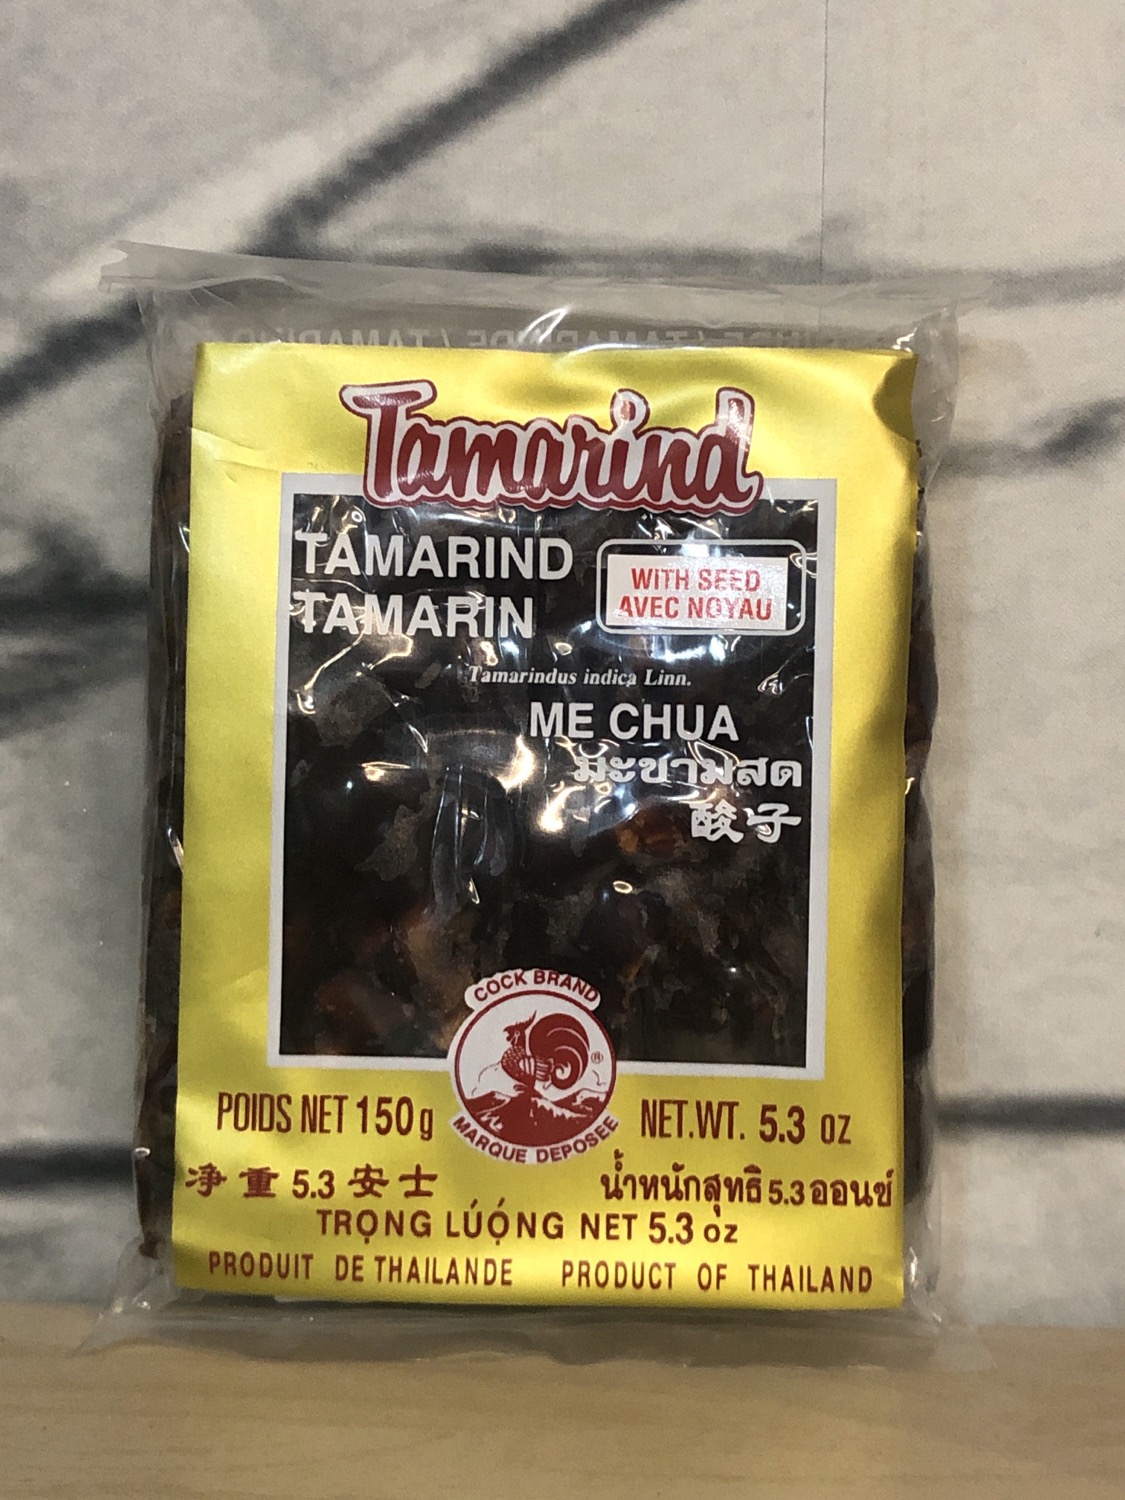 Tamarind
TAMARIND
TAMARIN
WITH SEED
AVEC NOYAU
Tamarindus indica Linn.
ME CHUA
มะขามสด
酸子
COCK BRAND
®
MARQUE DEPOSEE
POIDS NET 150g
NET.WT. 5.3 oz
净重 5.3 安士
น้ำหนักสุทธิ 5.3 ออนซ์
TRỌNG LÚỘNG NET 5.3 oz
PRODUIT DE THAILANDE
PRODUCT OF THAILAND